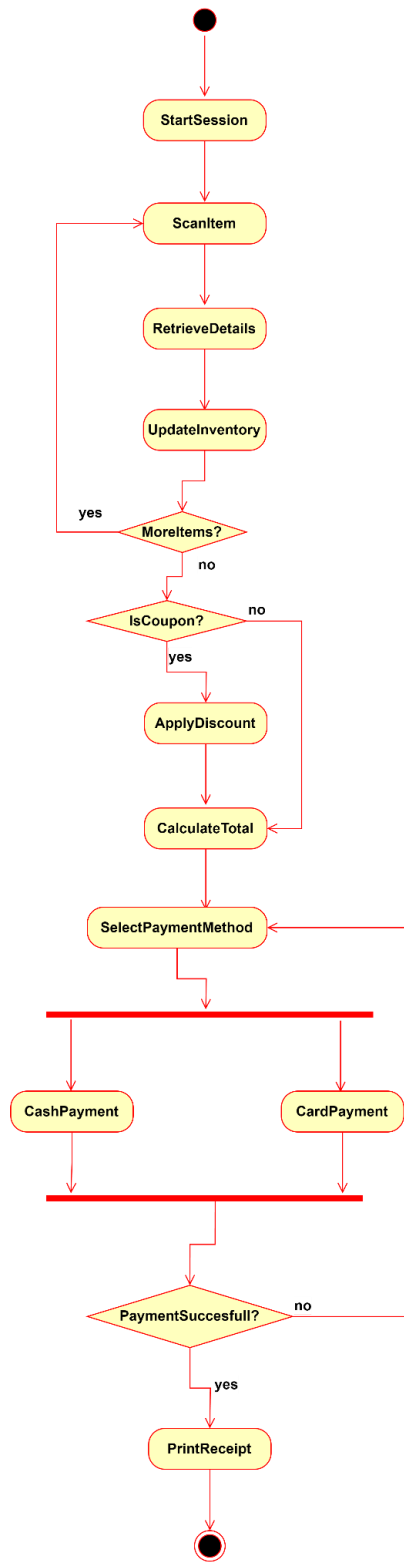 StartSession
ScanItem
RetrieveDetails
UpdateInventory
yes
MoreItems?
no
IsCoupon?
no
yes
ApplyDiscount
CalculateTotal
SelectPaymentMethod
CashPayment
CardPayment
PaymentSuccesfull?
no
yes
PrintReceipt